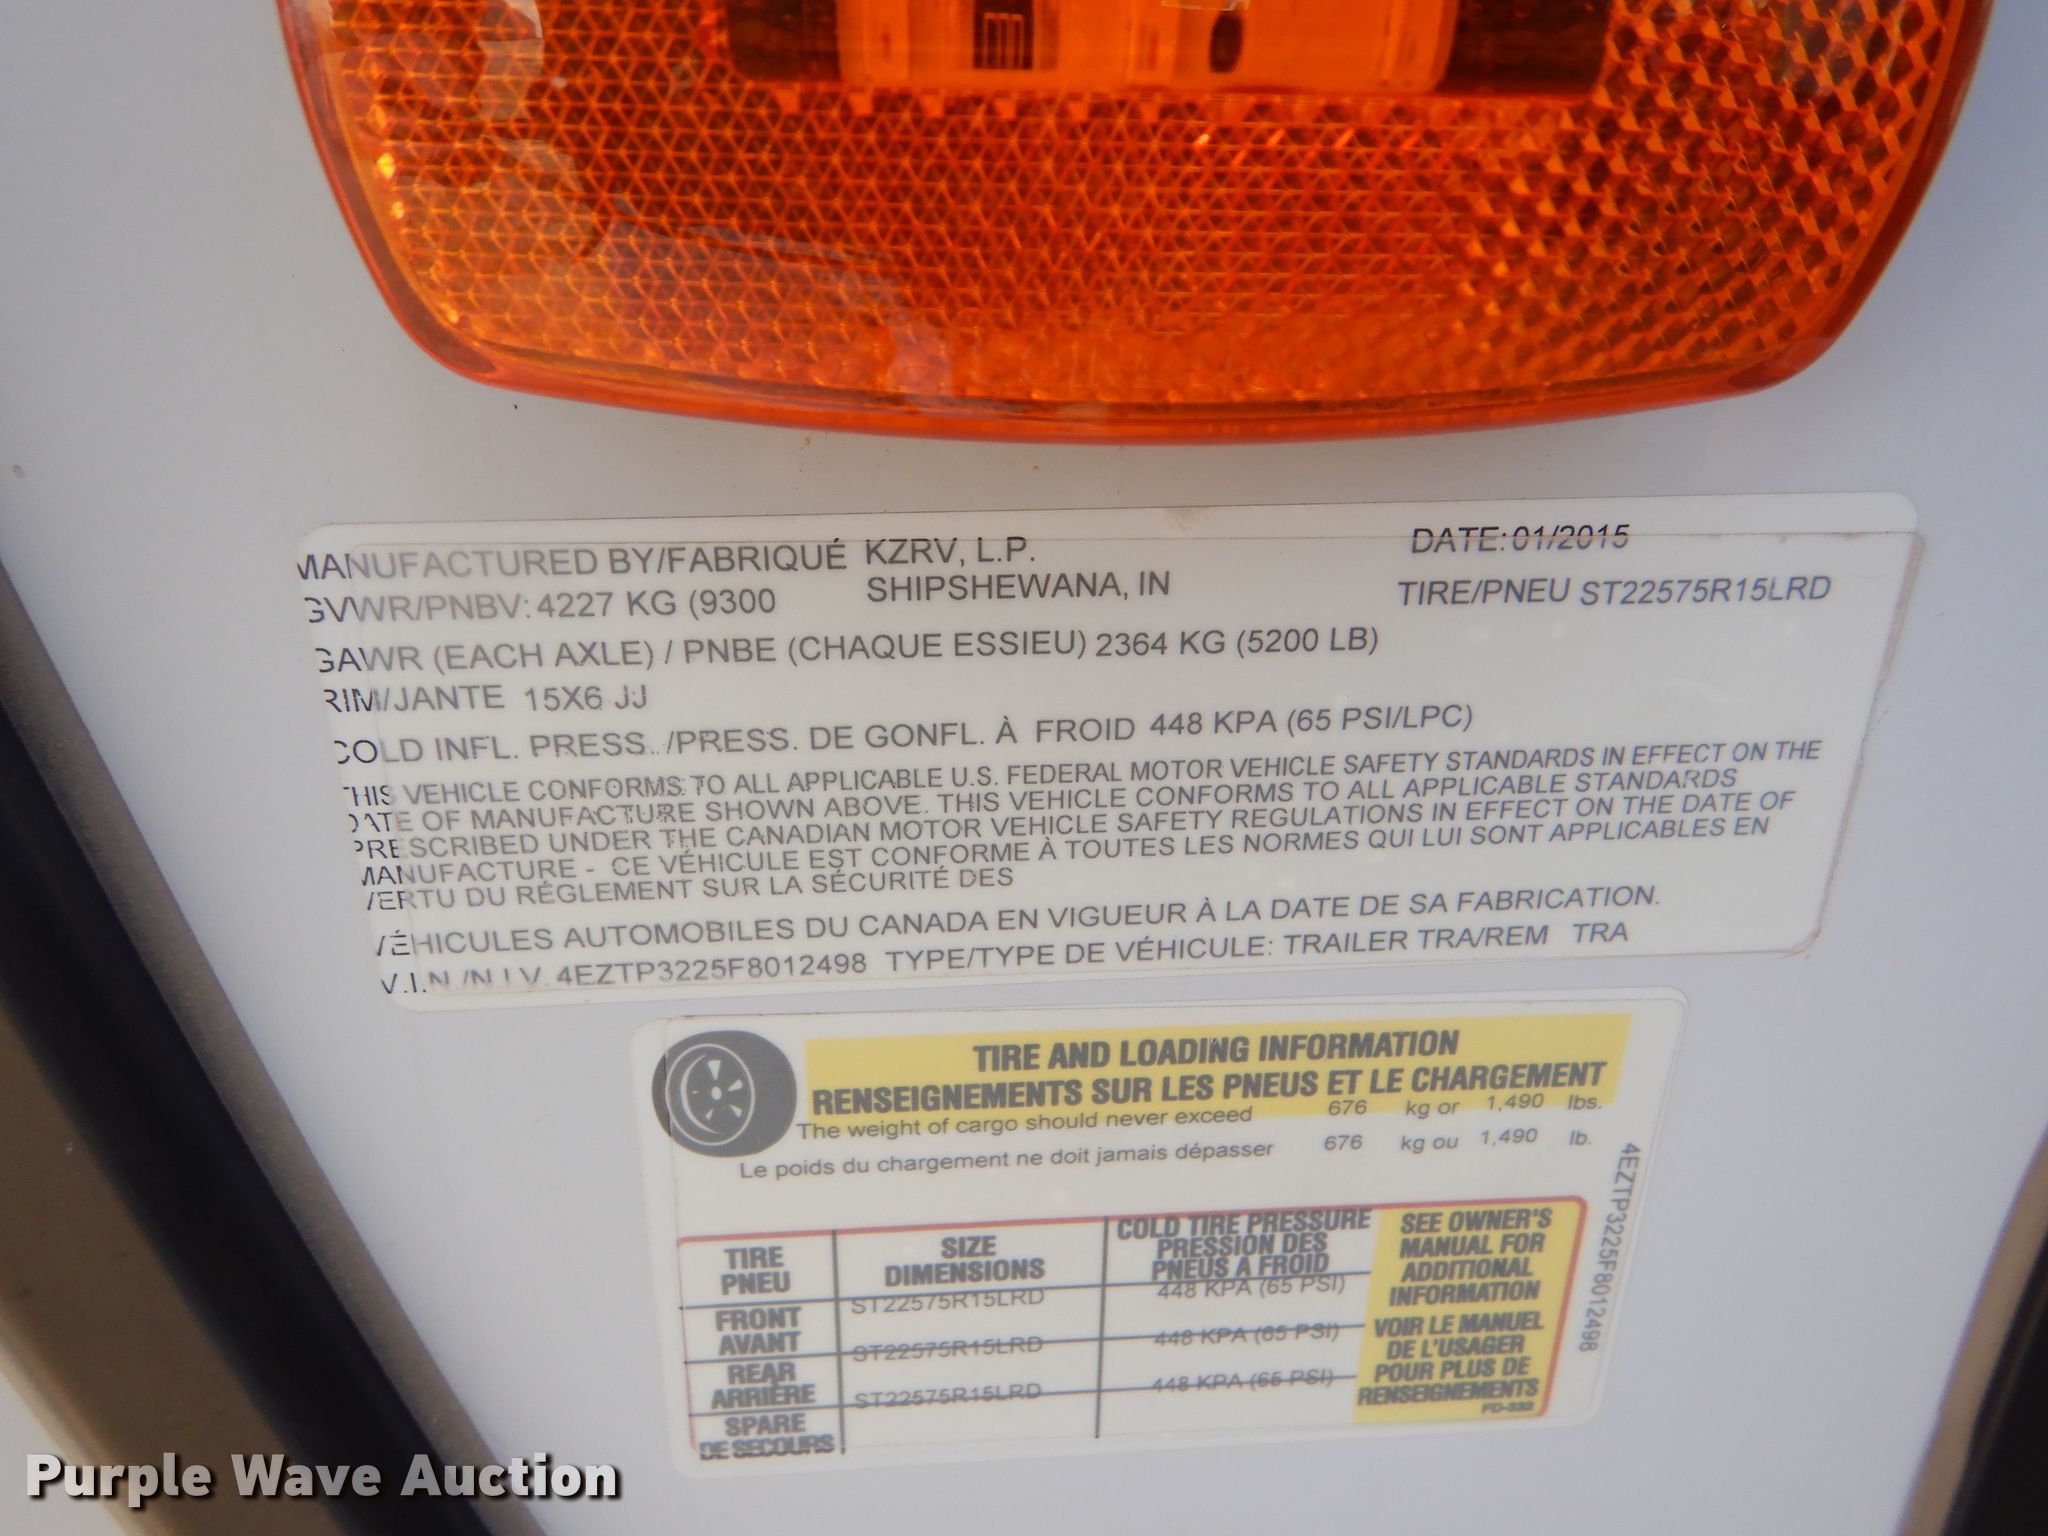 MANUFACTURED BY/FABRIQUÉ KZRV, L.P. DATE: 01/2015
GVWR/PNBV: 4227 KG (9300 SHIPSHEWANA, IN TIRE/PNEU ST22575R15LRD
GAWR (EACH AXLE) / PNBE (CHAQUE ESSIEU) 2364 KG (5200 LB)
RIM/JANTE 15X6 JJ
COLD INFL. PRESS. /PRESS. DE GONFL. À FROID 448 KPA (65 PSI/LPC)
THIS VEHICLE CONFORMS TO ALL APPLICABLE U.S. FEDERAL MOTOR VEHICLE SAFETY STANDARDS IN EFFECT ON THE
DATE OF MANUFACTURE SHOWN ABOVE. THIS VEHICLE CONFORMS TO ALL APPLICABLE STANDARDS
PRESCRIBED UNDER THE CANADIAN MOTOR VEHICLE SAFETY REGULATIONS IN EFFECT ON THE DATE OF
MANUFACTURE - CE VÉHICULE EST CONFORME À TOUTES LES NORMES QUI LUI SONT APPLICABLES EN
VERTU DU RÉGLEMENT SUR LA SÉCURITÉ DES
VÉHICULES AUTOMOBILES DU CANADA EN VIGUEUR À LA DATE DE SA FABRICATION.
V.I.N./N.I.V. 4EZTP3225F8012498 TYPE/TYPE DE VÉHICULE: TRAILER TRA/REM TRA
TIRE AND LOADING INFORMATION
RENSEIGNEMENTS SUR LES PNEUS ET LE CHARGEMENT
The weight of cargo should never exceed 676 kg or 1,490 lbs.
Le poids du chargement ne doit jamais dépasser 676 kg ou 1,490 lb.
4EZTP3225F8012498
TIRE
PNEU
SIZE
DIMENSIONS
COLD TIRE PRESSURE
PRESSION DES
PNEUS A FROID
FRONT
AVANT
ST22575R15LRD
448 KPA (65 PSI)
REAR
ARRIÈRE
ST22575R15LRD
448 KPA (65 PSI)
SPARE
DE SECOURS
ST22575R15LRD
448 KPA (65 PSI)
SEE OWNER'S
MANUAL FOR
ADDITIONAL
INFORMATION
VOIR LE MANUEL
DE L'USAGER
POUR PLUS DE
RENSEIGNEMENTS
Purple Wave Auction